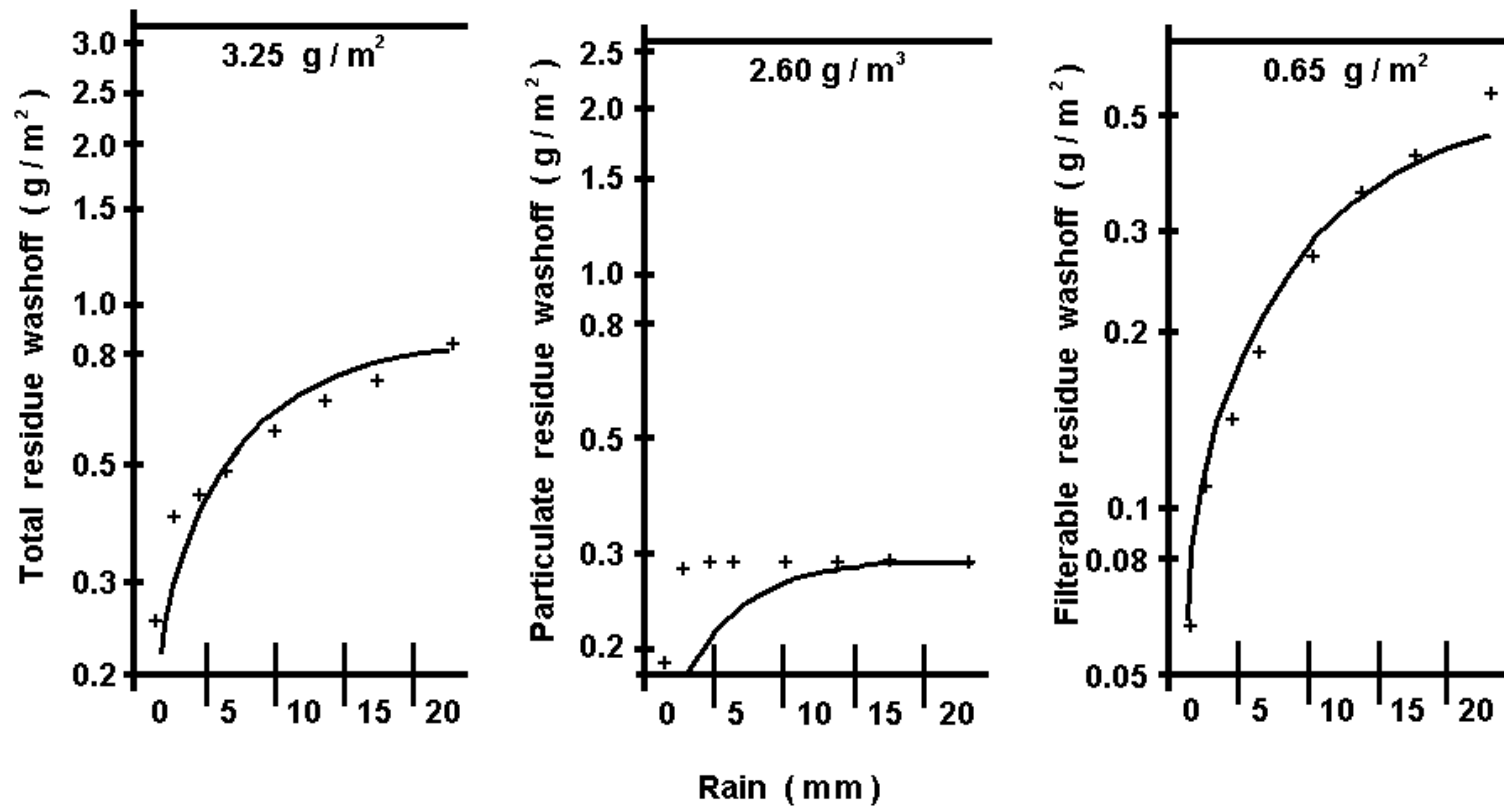 Total residue washoff ( g / m² )
3.0
2.5
2.0
1.5
1.0
0.8
0.5
0.3
0.2
3.25 g / m²
0 5 10 15 20
Particulate residue washoff ( g / m² )
2.5
2.0
1.5
1.0
0.8
0.5
0.3
0.2
2.60 g / m³
0 5 10 15 20
Filterable residue washoff ( g / m² )
0.5
0.3
0.2
0.1
0.08
0.05
0.65 g / m²
0 5 10 15 20
Rain ( mm )